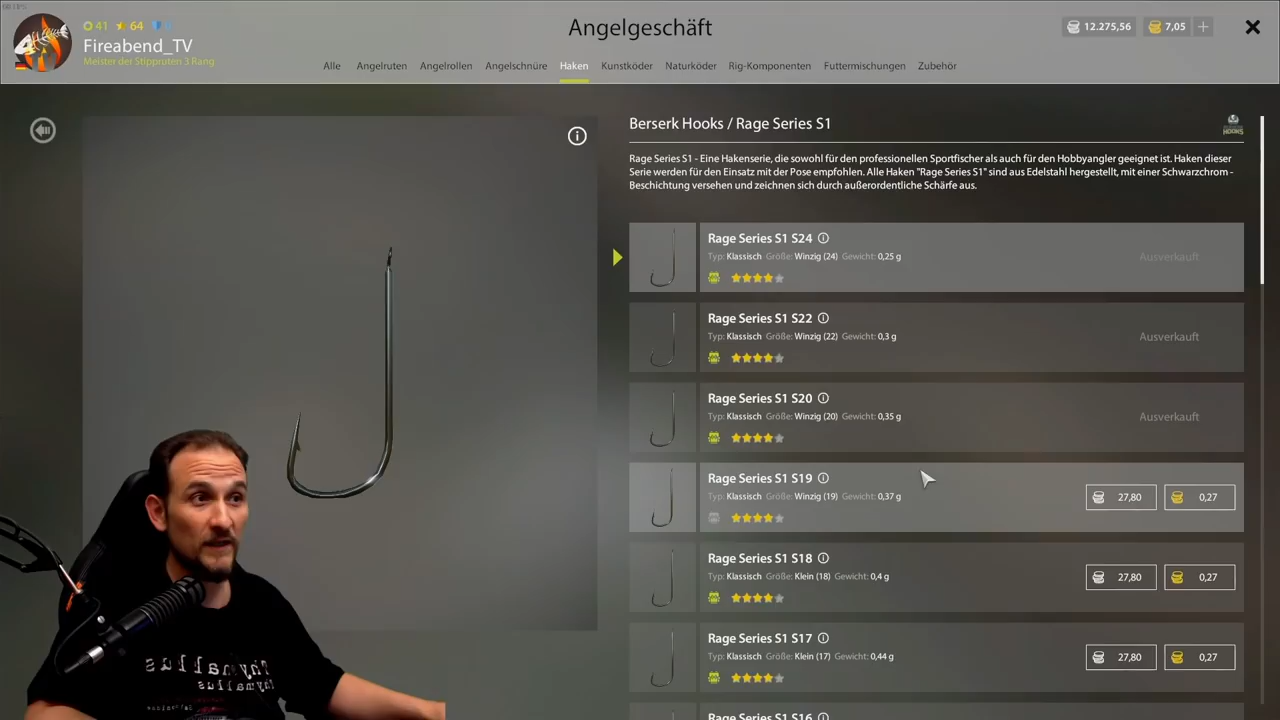 41 64
Fireabend_TV
Meister der Stippruten 3 Rang
Angelgeschäft
12.275,56 7,05 +
Alle Angelruten Angelrollen Angelschnüre Haken Kunstköder Naturköder Rig-Komponenten Futtermischungen Zubehör
Berserk Hooks / Rage Series S1
HOOKS
Rage Series S1 - Eine Hakenserie, die sowohl für den professionellen Sportfischer als auch für den Hobbyangler geeignet ist. Haken dieser
Serie werden für den Einsatz mit der Pose empfohlen. Alle Haken "Rage Series S1" sind aus Edelstahl hergestellt, mit einer Schwarzchrom -
Beschichtung versehen und zeichnen sich durch außerordentliche Schärfe aus.
Rage Series S1 S24
Typ: Klassisch Größe: Winzig (24) Gewicht: 0,25 g
Ausverkauft
Rage Series S1 S22
Typ: Klassisch Größe: Winzig (22) Gewicht: 0,3 g
Ausverkauft
Rage Series S1 S20
Typ: Klassisch Größe: Winzig (20) Gewicht: 0,35 g
Ausverkauft
Rage Series S1 S19
Typ: Klassisch Größe: Winzig (19) Gewicht: 0,37 g
27,80 0,27
Rage Series S1 S18
Typ: Klassisch Größe: Klein (18) Gewicht: 0,4 g
27,80 0,27
Rage Series S1 S17
Typ: Klassisch Größe: Klein (17) Gewicht: 0,44 g
27,80 0,27
Rage Series S1 S16
Thymallus
Thymallus